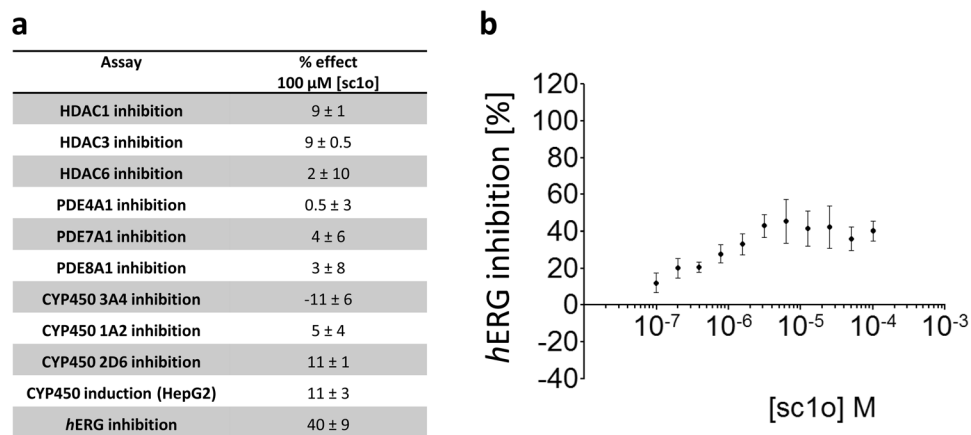 a
Assay % effect
100 µM [sc1o]
HDAC1 inhibition 9 ± 1
HDAC3 inhibition 9 ± 0.5
HDAC6 inhibition 2 ± 10
PDE4A1 inhibition 0.5 ± 3
PDE7A1 inhibition 4 ± 6
PDE8A1 inhibition 3 ± 8
CYP450 3A4 inhibition -11 ± 6
CYP450 1A2 inhibition 5 ± 4
CYP450 2D6 inhibition 11 ± 1
CYP450 induction (HepG2) 11 ± 3
hERG inhibition 40 ± 9
b
hERG inhibition [%]
120
100
80
60
40
20
0
-20
-40
10⁻⁷ 10⁻⁶ 10⁻⁵ 10⁻⁴ 10⁻³
[sc1o] M